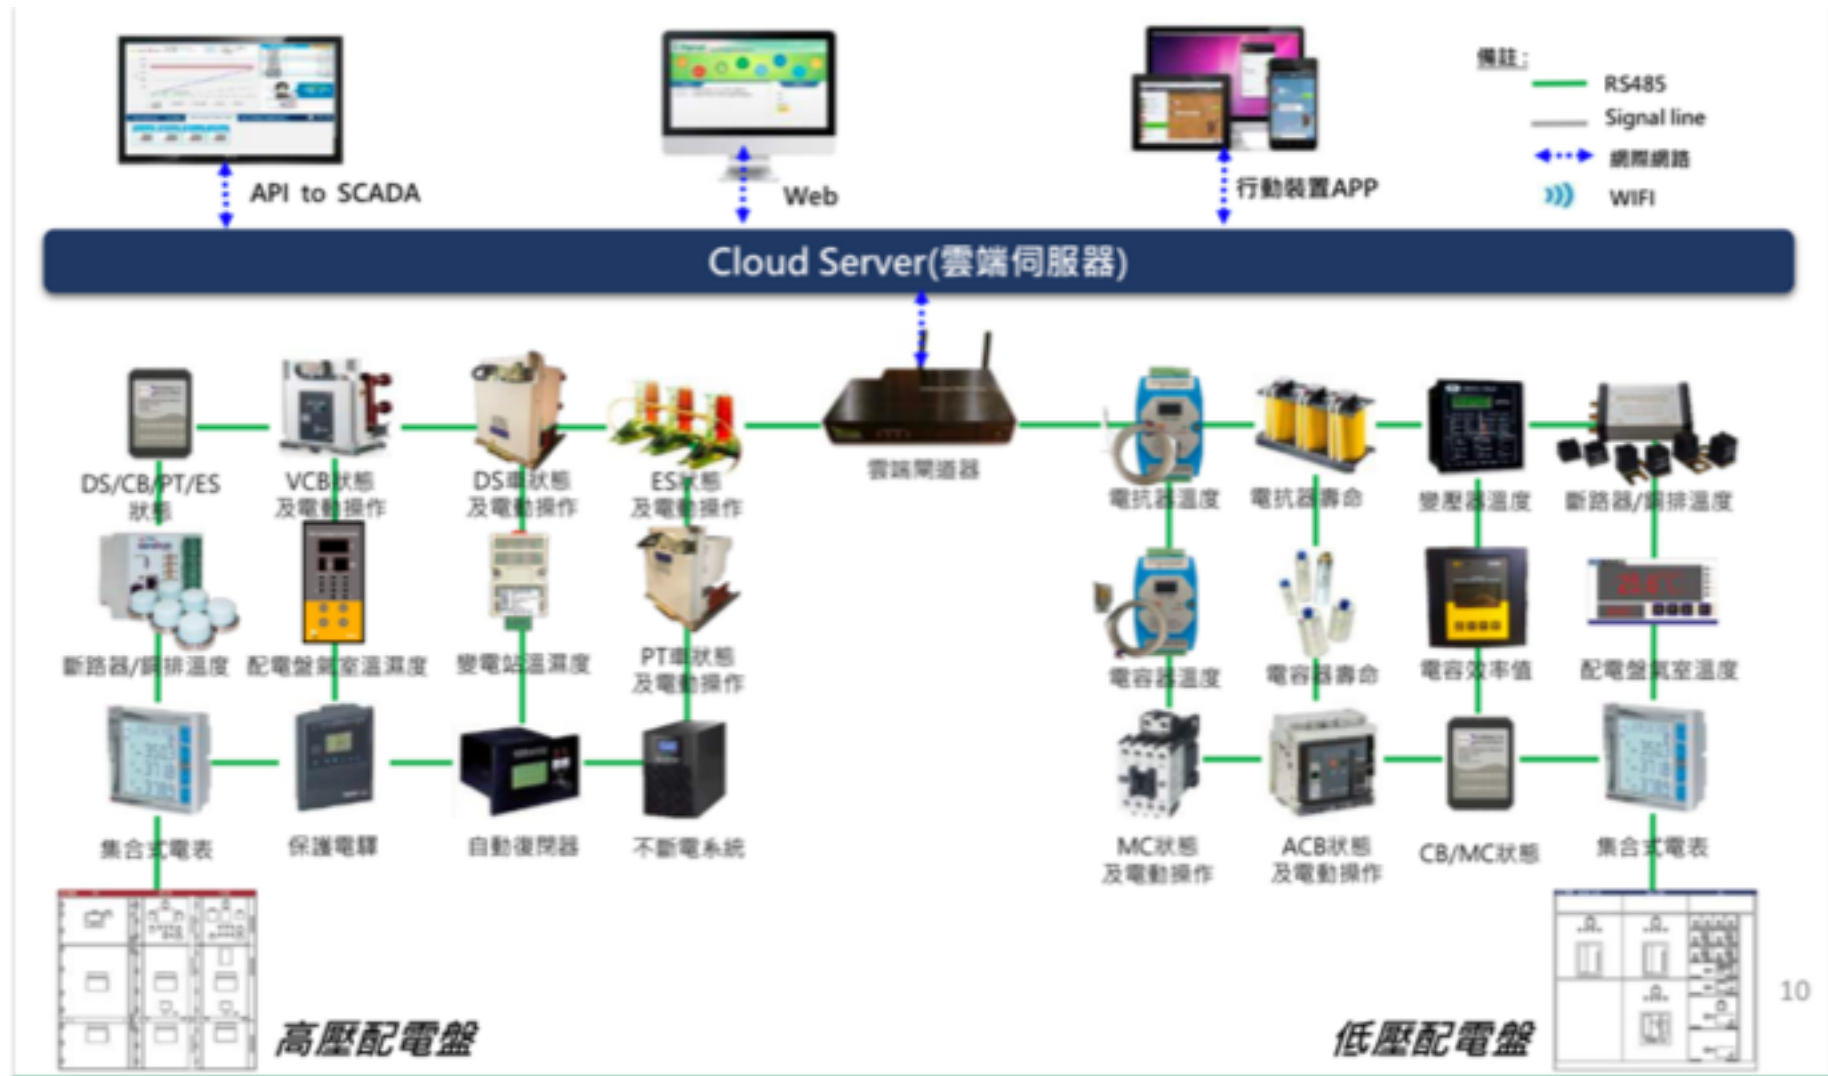 備註:
RS485
Signal line
網際網路
WIFI
API to SCADA
Web
行動裝置APP
Cloud Server(雲端伺服器)
DS/CB/PT/ES
狀態
VCB狀態
及電動操作
DS車狀態
及電動操作
ES狀態
及電動操作
雲端閘道器
電抗器溫度
電抗器壽命
變壓器溫度
斷路器/銅排溫度
斷路器/銅排溫度
配電盤氣室溫濕度
變電站溫濕度
PT車狀態
及電動操作
電容器溫度
電容器壽命
電容效率值
配電盤氣室溫度
集合式電表
保護電驛
自動復閉器
不斷電系統
MC狀態
及電動操作
ACB狀態
及電動操作
CB/MC狀態
集合式電表
高壓配電盤
低壓配電盤
10